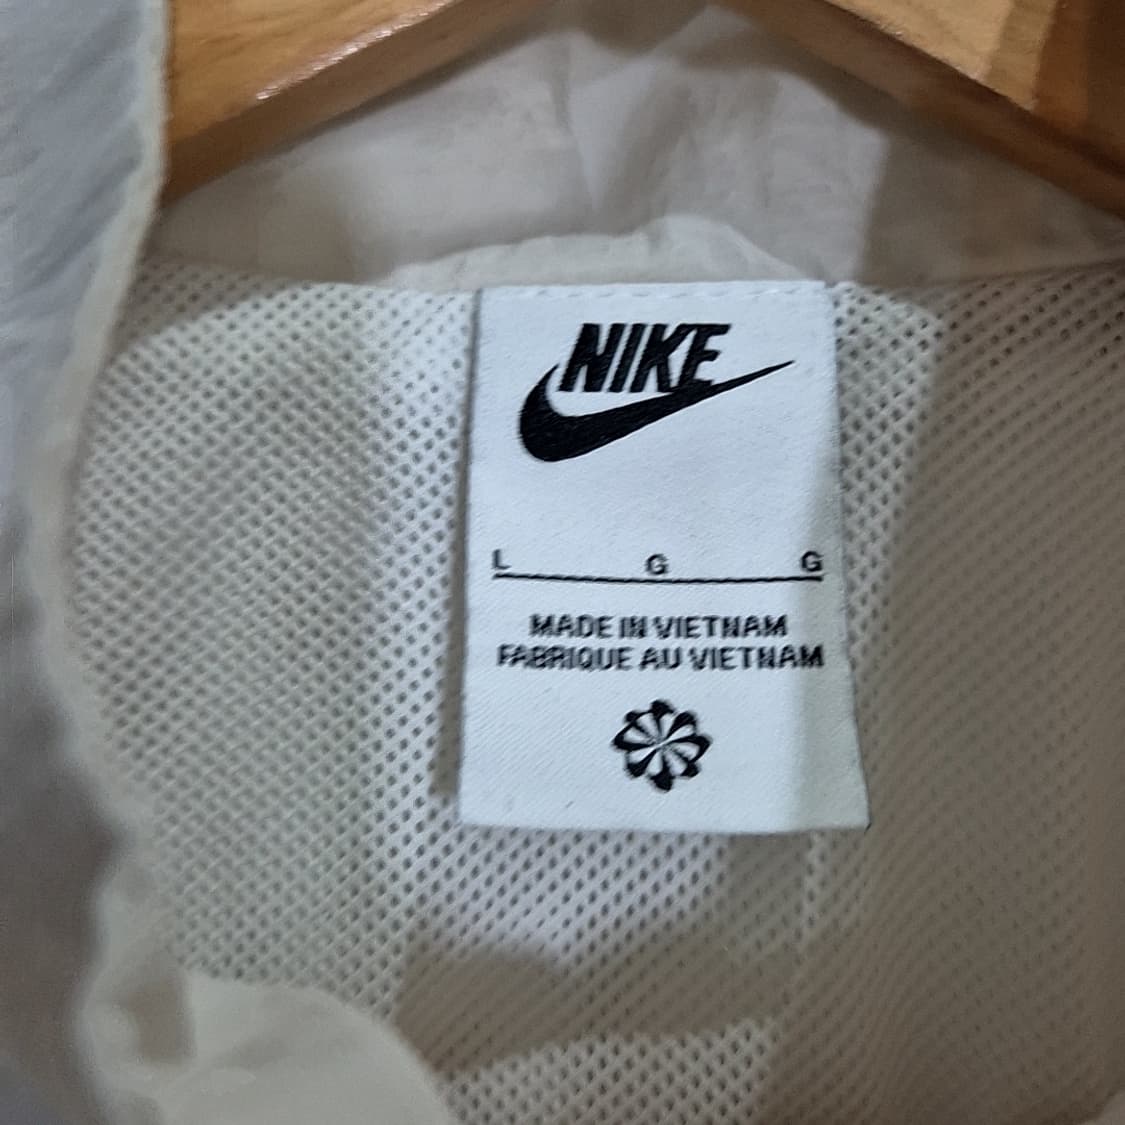 NIKE
L G G
MADE IN VIETNAM
FABRIQUE AU VIETNAM